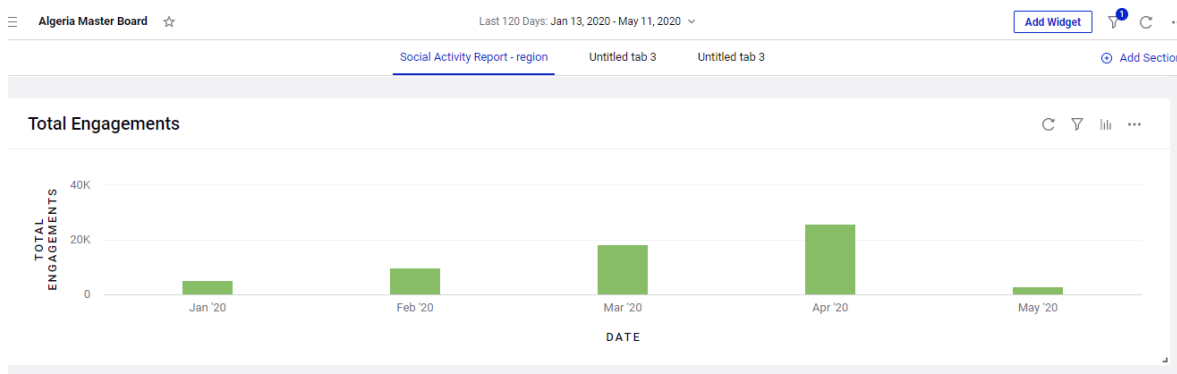 Algeria Master Board
Last 120 Days: Jan 13, 2020 - May 11, 2020
Add Widget
1
Social Activity Report - region
Untitled tab 3
Untitled tab 3
Add Section
Total Engagements
TOTAL
ENGAGEMENTS
40K
20K
0
Jan '20
Feb '20
Mar '20
Apr '20
May '20
DATE